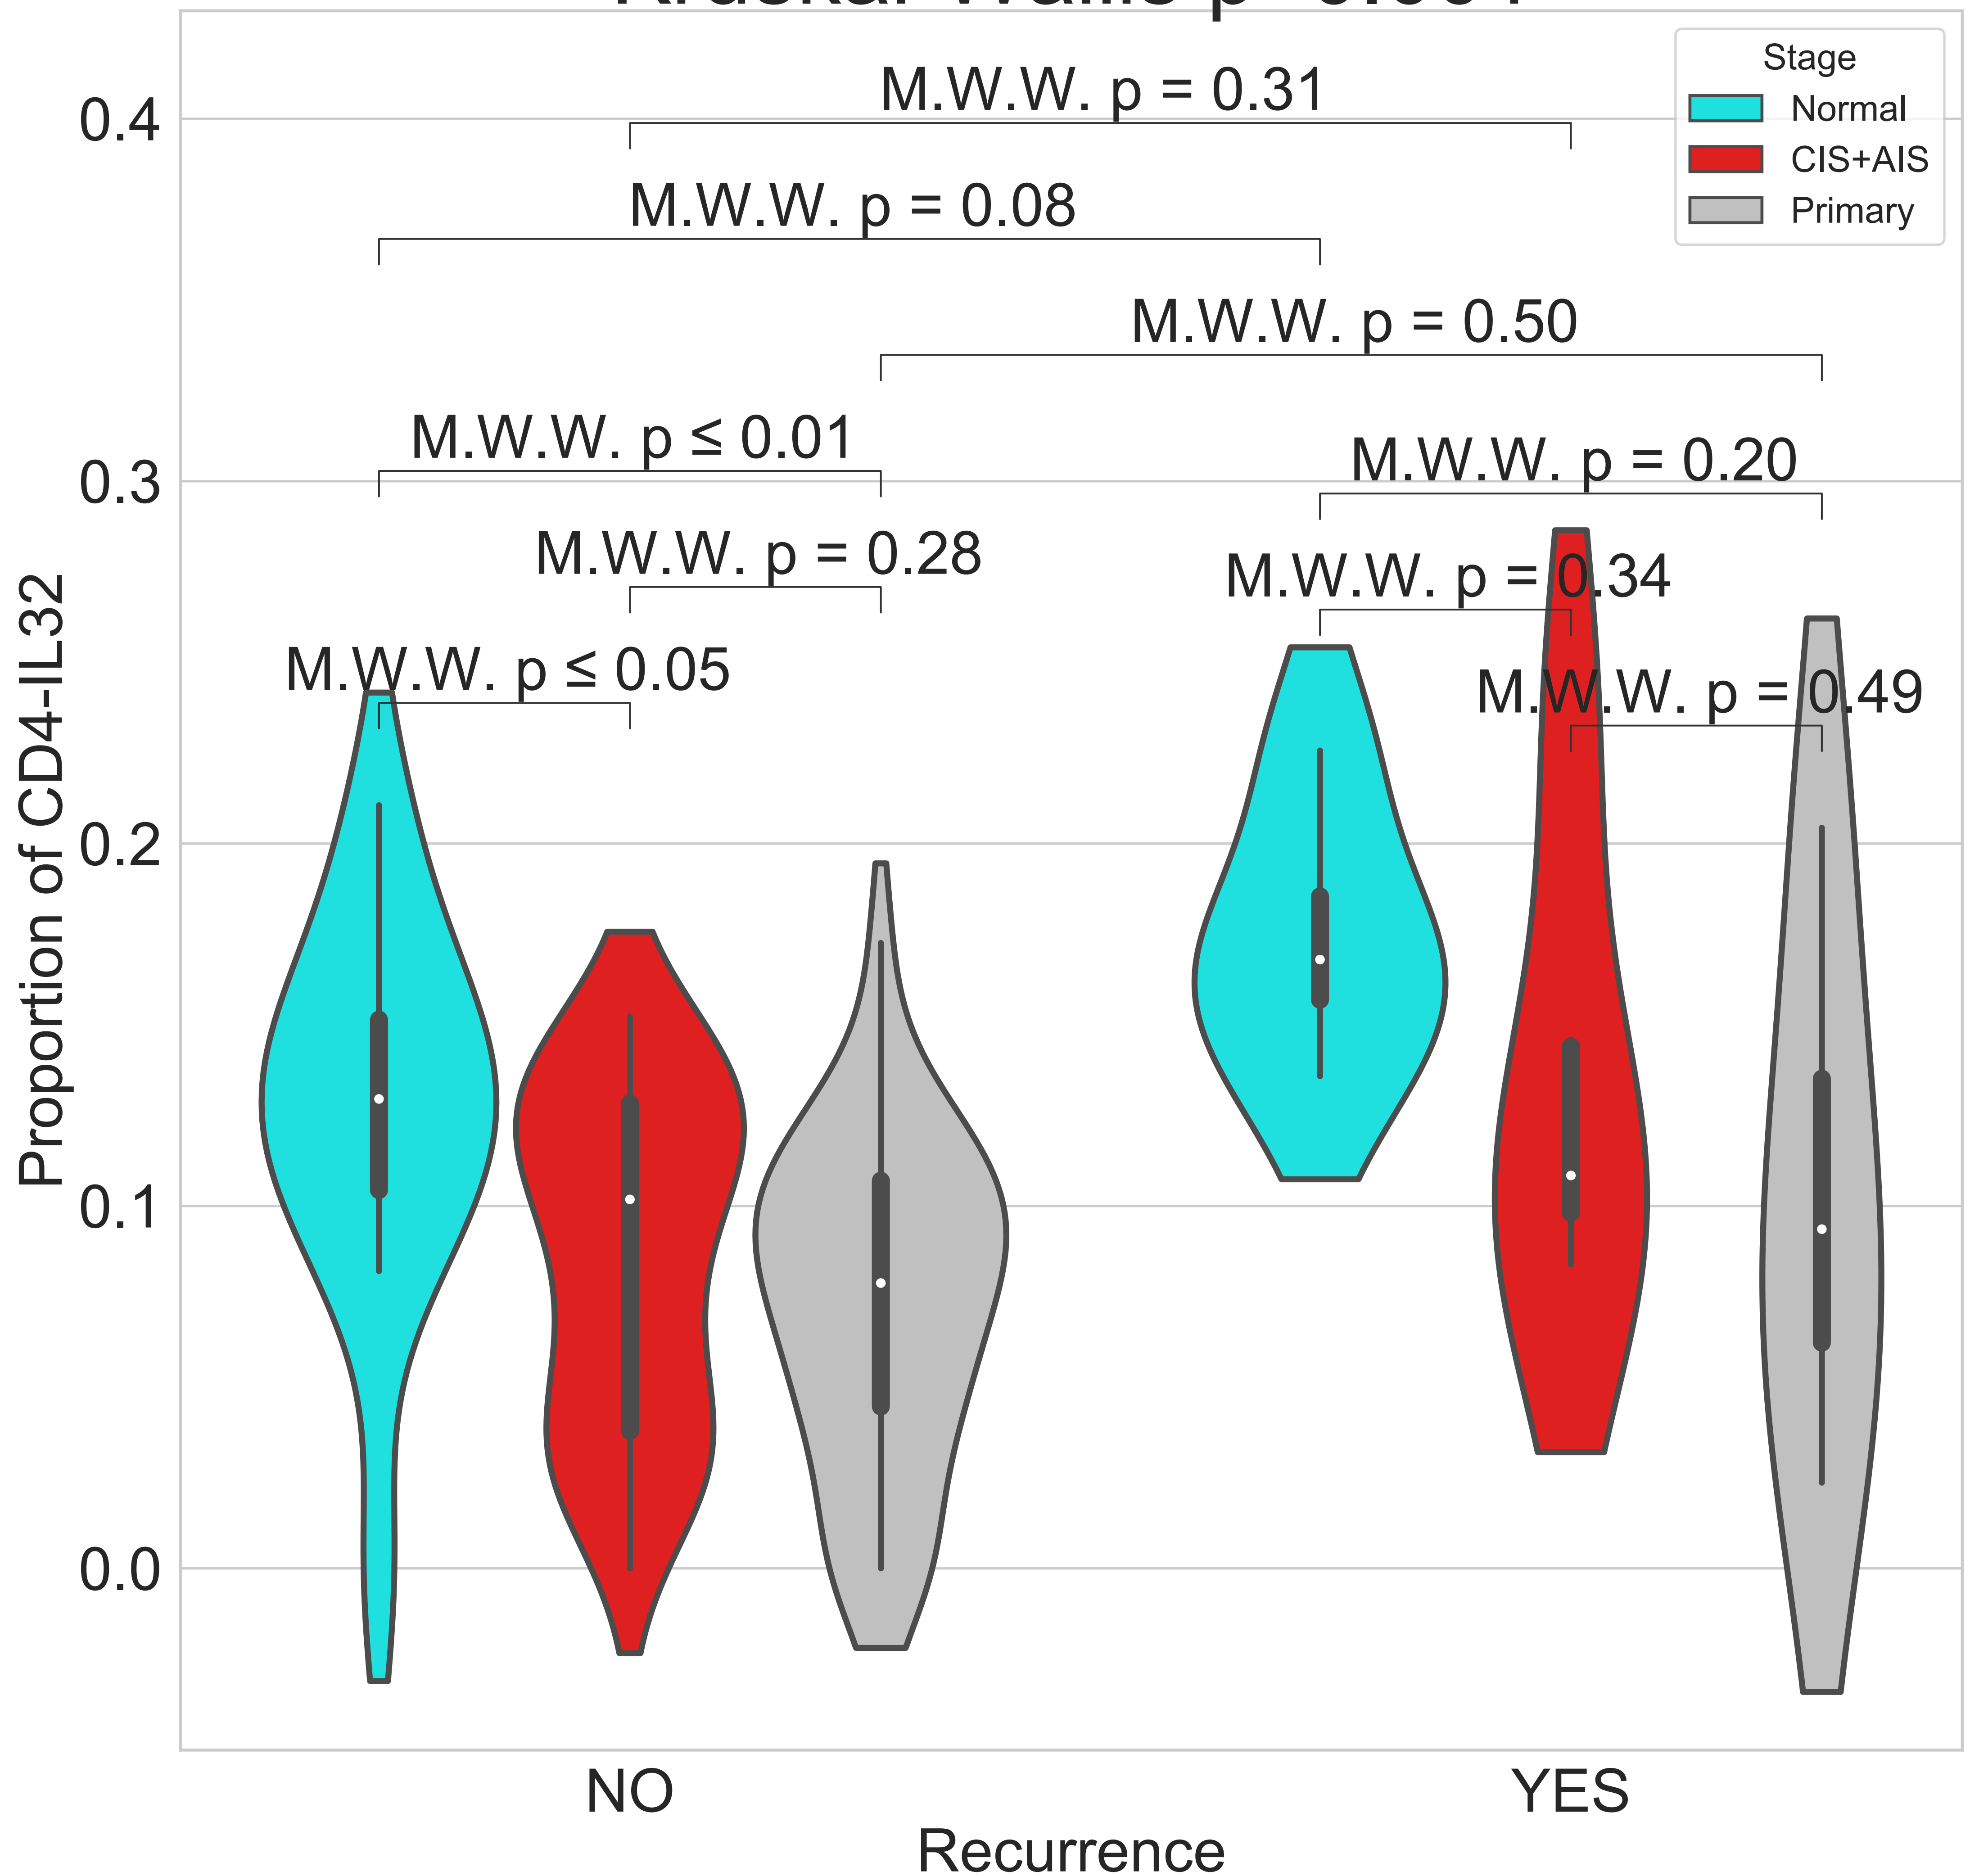 Stage
Normal
CIS+AIS
Primary
M.W.W. p = 0.31
M.W.W. p = 0.08
M.W.W. p = 0.50
M.W.W. p ≤ 0.01
M.W.W. p = 0.20
M.W.W. p = 0.28
M.W.W. p = 0.34
M.W.W. p ≤ 0.05
M.W.W. p = 0.49
Proportion of CD4-IL32
0.4
0.3
0.2
0.1
0.0
NO
YES
Recurrence